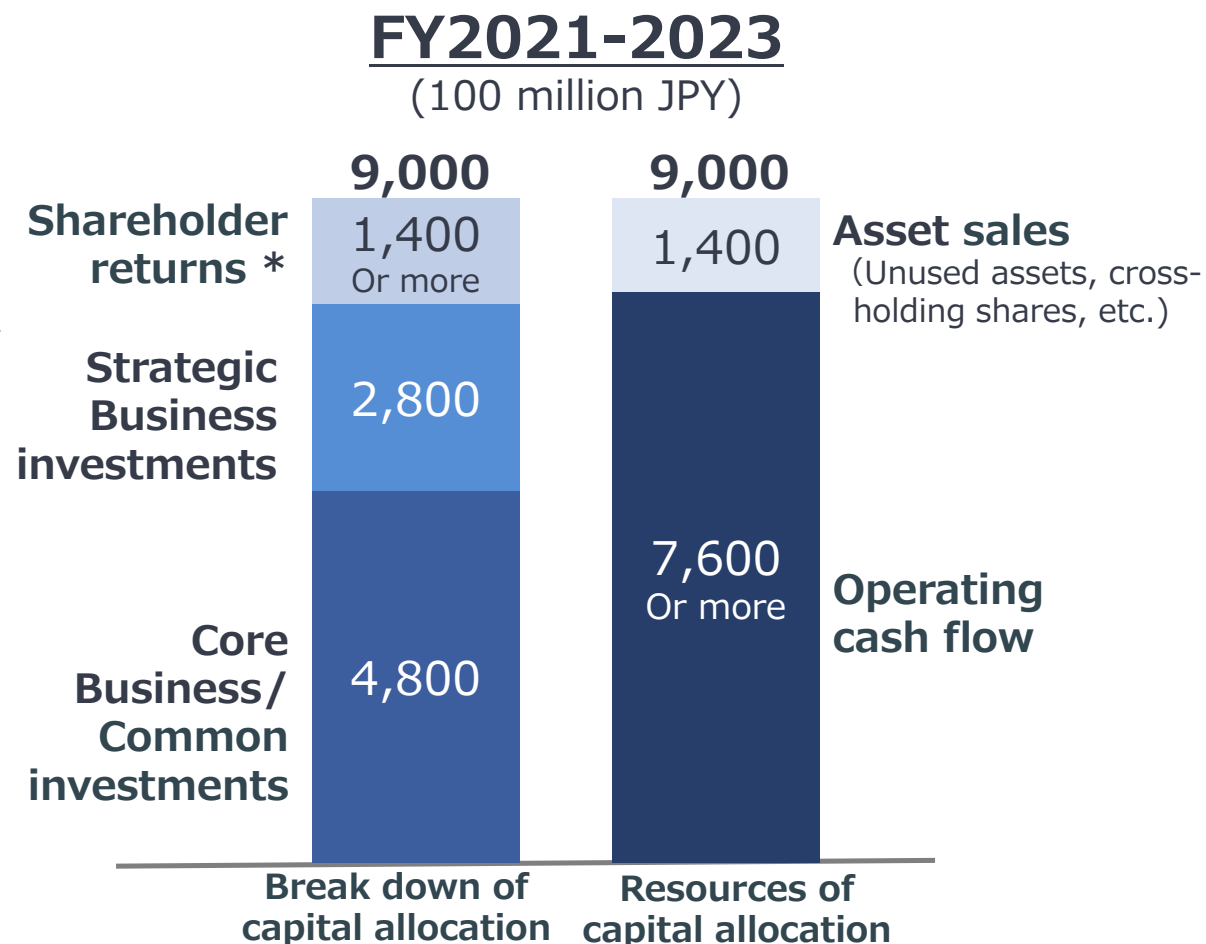 FY2021-2023
(100 million JPY)
9,000
9,000
Shareholder
returns *
1,400
Or more
1,400
Asset sales
(Unused assets, cross-
holding shares, etc.)
Strategic
Business
investments
2,800
Core
Business/
Common
investments
4,800
7,600
Or more
Operating
cash flow
Break down of
capital allocation
Resources of
capital allocation